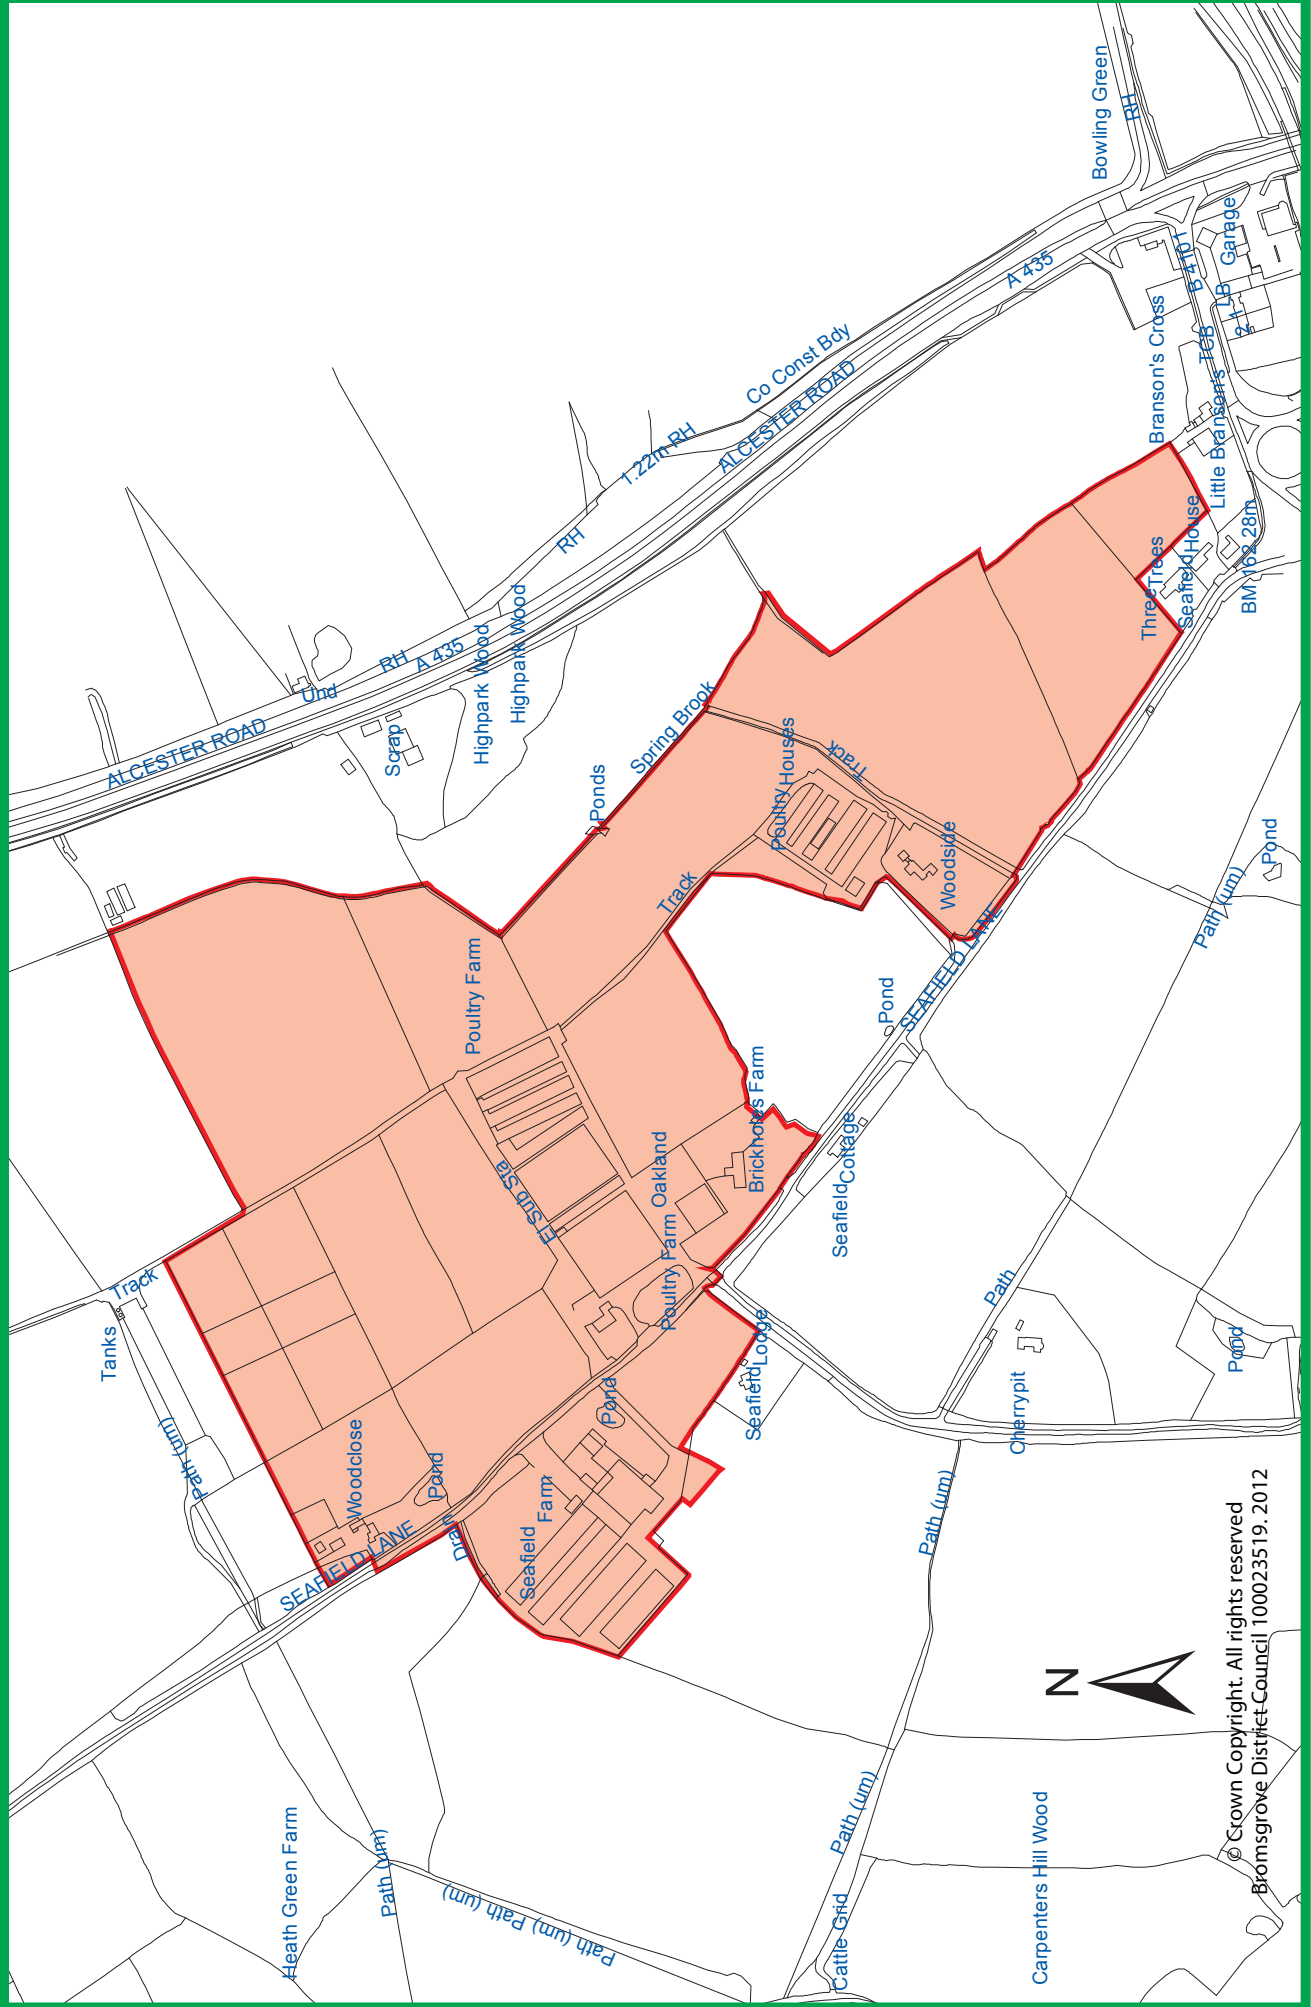 Bowling Green
RH
A 435
B 4101
Garage
LB
2 1
TCB
Branson's Cross
Little Branson's
Co Const Bdy
ALCESTER ROAD
1.22m RH
RH
BM 162.28m
House
Seafield
ThreeTrees
Highpark Wood
Highpark Wood
A 435
RH
Und
ALCESTER ROAD
Scrap
Spring Brook
Ponds
Poultry
Houses
Track
Woodside
Track
Pond
Path (um)
SEAFIELD LANE
Pond
Poultry Farm
Brickholes Farm
Oakland
Poultry Farm
El Sub Sta
Seafield
Cottage
Track
Tanks
Path (um)
Path
Pond
Cherrypit
Seafield
Lodge
Pond
Pond
Woodclose
SEAFIELD LANE
Drain
Seafield
Farm
Path (um)
N
Path (um)
Heath Green Farm
Path (um)
Path (um)
Path (um)
Cattle Grid
Carpenters Hill Wood
© Crown Copyright. All rights reserved
Bromsgrove District Council 100023519. 2012